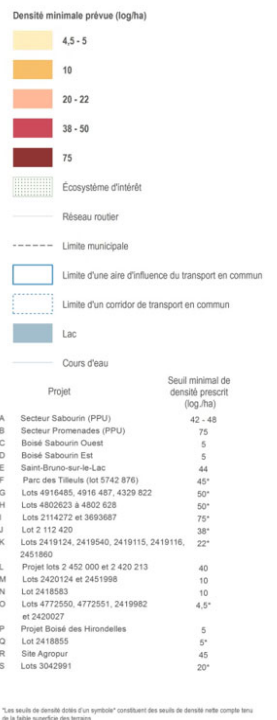 Densité minimale prévue (log/ha)
4,5 - 5
10
20 - 22
38 - 50
75
Écosystème d'intérêt
Réseau routier
Limite municipale
Limite d'une aire d'influence du transport en commun
Limite d'un corridor de transport en commun
Lac
Cours d'eau
Projet Seuil minimal de
densité prescrit
(log./ha)
A Secteur Sabourin (PPU) 42 - 48
B Secteur Promenades (PPU) 75
C Boisé Sabourin Ouest 5
D Boisé Sabourin Est 5
E Saint-Bruno-sur-le-Lac 44
F Parc des Tilleuls (lot 5742 876) 45*
G Lots 4916485, 4916 487, 4329 822 50*
H Lots 4802623 à 4802 628 50*
I Lots 2114272 et 3693687 75*
J Lot 2 112 420 38*
K Lots 2419124, 2419540, 2419115, 2419116, 22*
2451860
L Projet lots 2 452 000 et 2 420 213 40
M Lots 2420124 et 2451998 10
N Lot 2418583 10
O Lots 4772550, 4772551, 2419982 4,5*
et 2420027
P Projet Boisé des Hirondelles 5
Q Lot 2418855 5*
R Site Agropur 45
S Lots 3042991 20*
*Les seuils de densité dotés d'un symbole* constituent des seuils de densité nette compte tenu
de la faible superficie des terrains